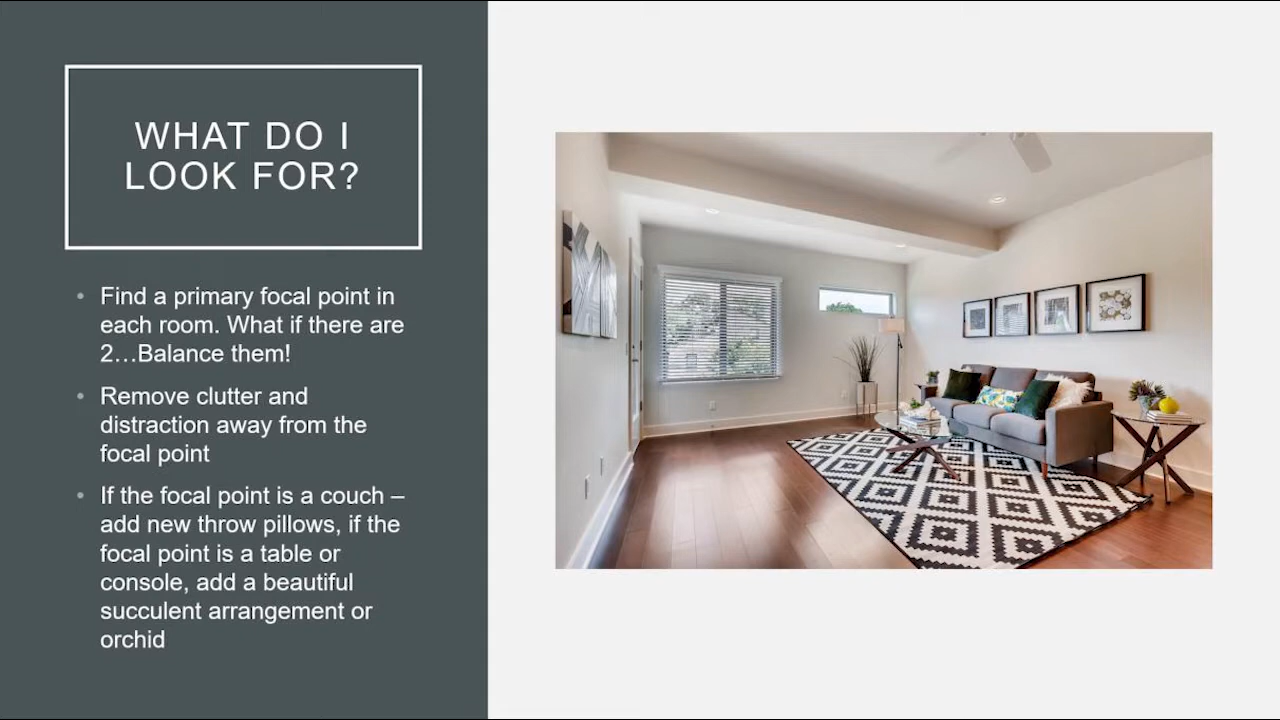 WHAT DO I
LOOK FOR?
• Find a primary focal point in
each room. What if there are
2…Balance them!
• Remove clutter and
distraction away from the
focal point
• If the focal point is a couch –
add new throw pillows, if the
focal point is a table or
console, add a beautiful
succulent arrangement or
orchid